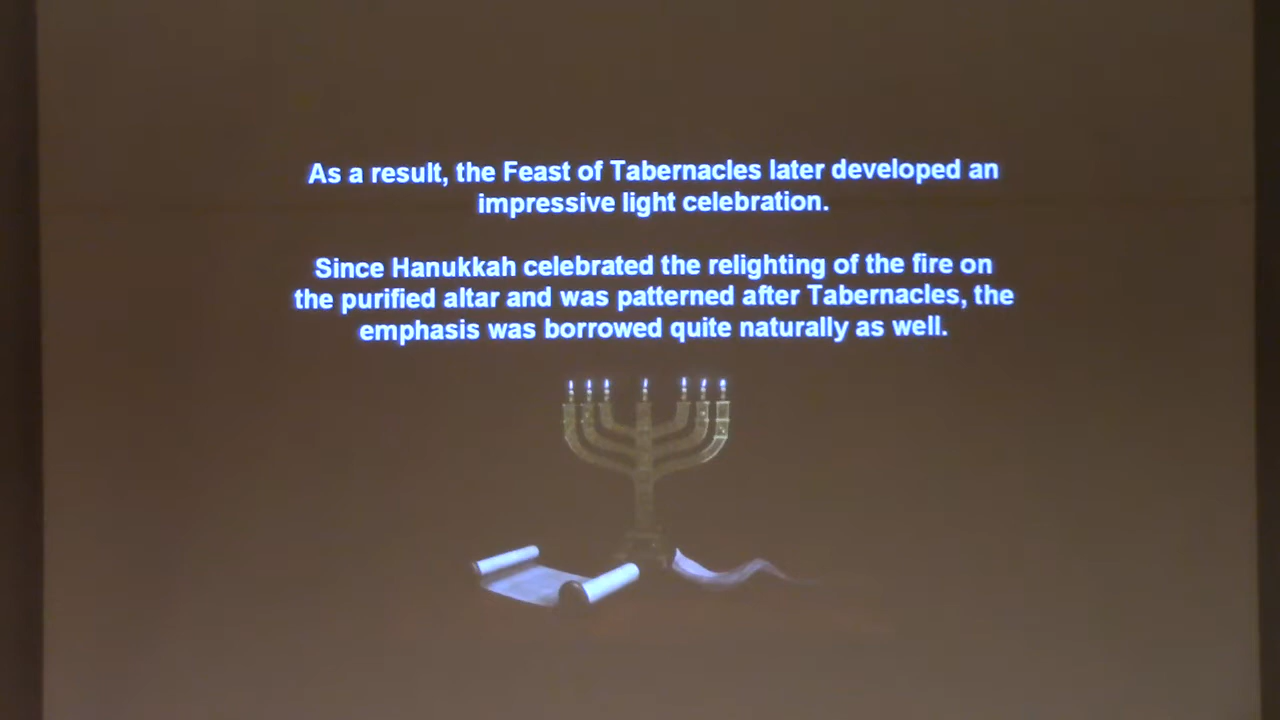 As a result, the Feast of Tabernacles later developed an
impressive light celebration.
Since Hanukkah celebrated the relighting of the fire on
the purified altar and was patterned after Tabernacles, the
emphasis was borrowed quite naturally as well.